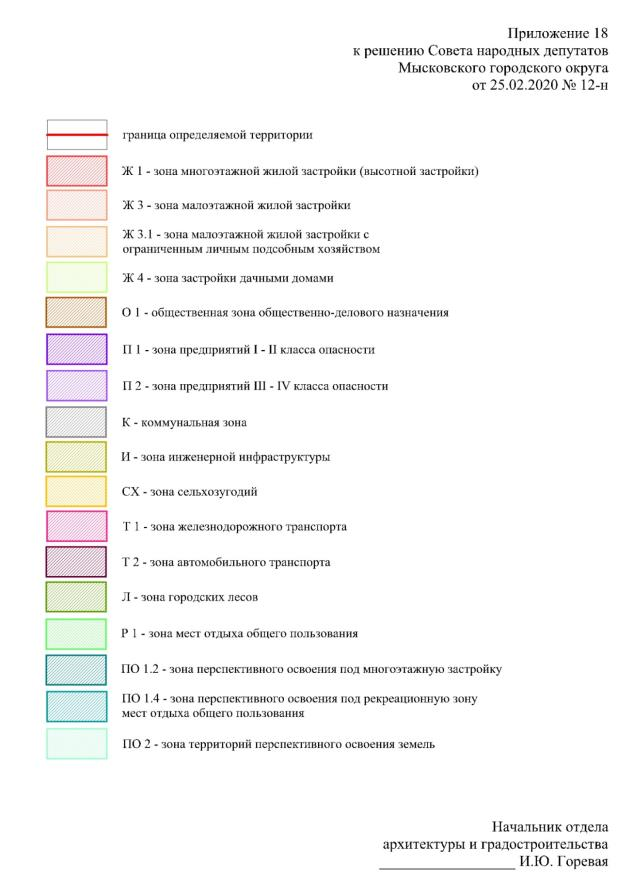 Приложение 18
к решению Совета народных депутатов
Мысковского городского округа
от 25.02.2020 № 12-н
граница определяемой территории
Ж 1 - зона многоэтажной жилой застройки (высотной застройки)
Ж 3 - зона малоэтажной жилой застройки
Ж 3.1 - зона малоэтажной жилой застройки с
ограниченным личным подсобным хозяйством
Ж 4 - зона застройки дачными домами
О 1 - общественная зона общественно-делового назначения
П 1 - зона предприятий I - II класса опасности
П 2 - зона предприятий III - IV класса опасности
К - коммунальная зона
И - зона инженерной инфраструктуры
СХ - зона сельхозугодий
Т 1 - зона железнодорожного транспорта
Т 2 - зона автомобильного транспорта
Л - зона городских лесов
Р 1 - зона мест отдыха общего пользования
ПО 1.2 - зона перспективного освоения под многоэтажную застройку
ПО 1.4 - зона перспективного освоения под рекреационную зону
мест отдыха общего пользования
ПО 2 - зона территорий перспективного освоения земель
Начальник отдела
архитектуры и градостроительства
___________________ И.Ю. Горевая